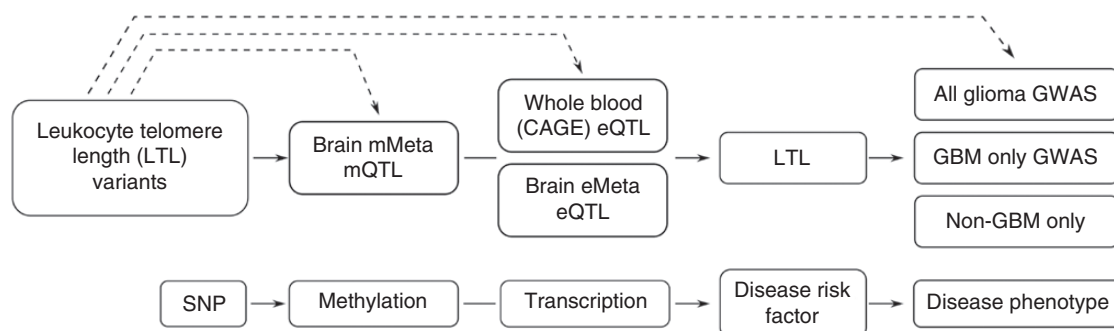 Leukocyte telomere
length (LTL)
variants
Brain mMeta
mQTL
Whole blood
(CAGE) eQTL
Brain eMeta
eQTL
LTL
All glioma GWAS
GBM only GWAS
Non-GBM only
SNP
Methylation
Transcription
Disease risk
factor
Disease phenotype